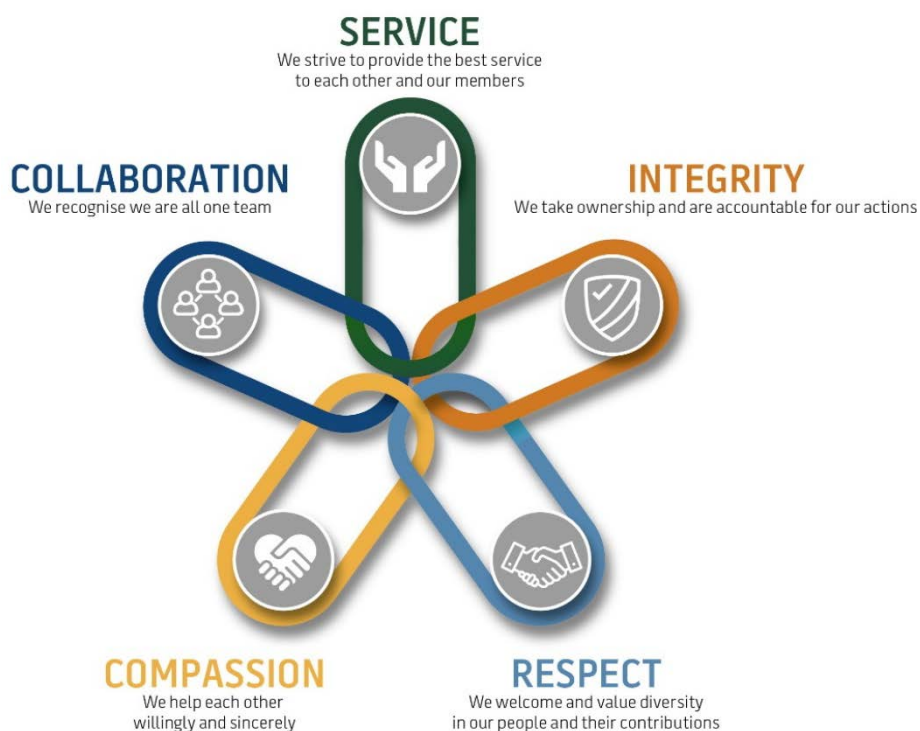 SERVICE
We strive to provide the best service
to each other and our members
COLLABORATION
We recognise we are all one team
INTEGRITY
We take ownership and are accountable for our actions
COMPASSION
We help each other
willingly and sincerely
RESPECT
We welcome and value diversity
in our people and their contributions